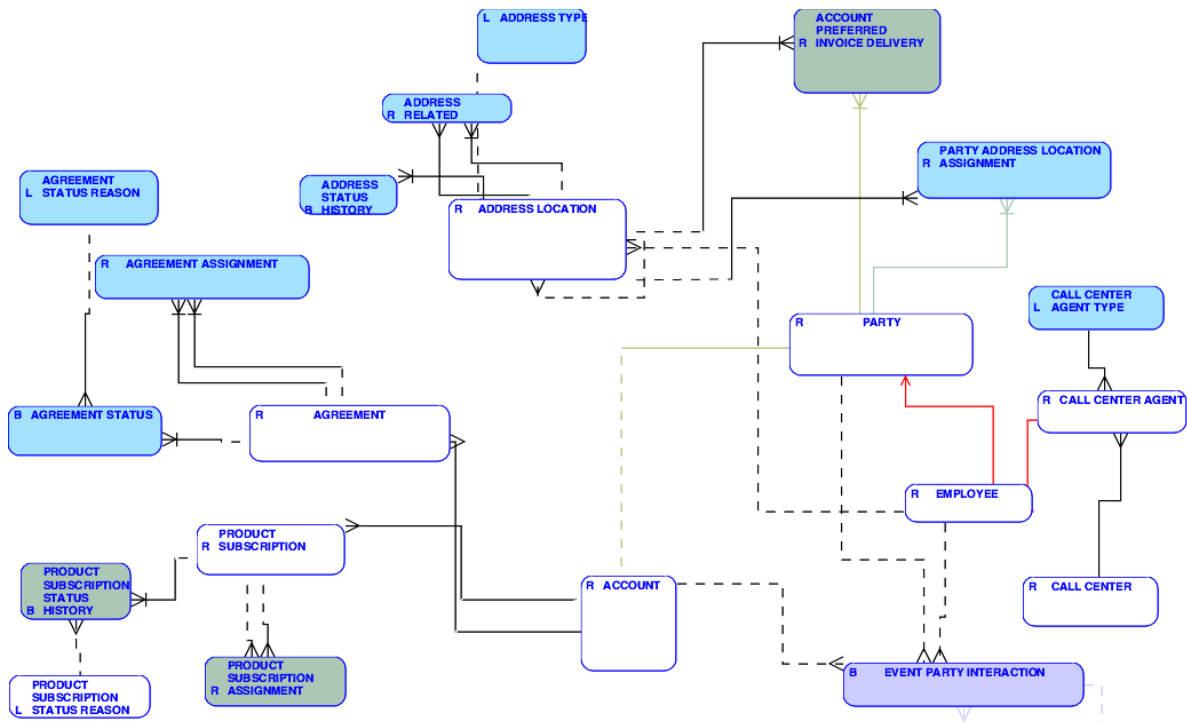 L ADDRESS TYPE
ACCOUNT
PREFERRED
R INVOICE DELIVERY
ADDRESS
R RELATED
PARTY ADDRESS LOCATION
R ASSIGNMENT
AGREEMENT
L STATUS REASON
ADDRESS
STATUS
B HISTORY
R ADDRESS LOCATION
R AGREEMENT ASSIGNMENT
CALL CENTER
L AGENT TYPE
R PARTY
R CALL CENTER AGENT
B AGREEMENT STATUS
R AGREEMENT
R EMPLOYEE
PRODUCT
R SUBSCRIPTION
PRODUCT
SUBSCRIPTION
STATUS
B HISTORY
R ACCOUNT
R CALL CENTER
PRODUCT
SUBSCRIPTION
R ASSIGNMENT
B EVENT PARTY INTERACTION
PRODUCT
SUBSCRIPTION
L STATUS REASON